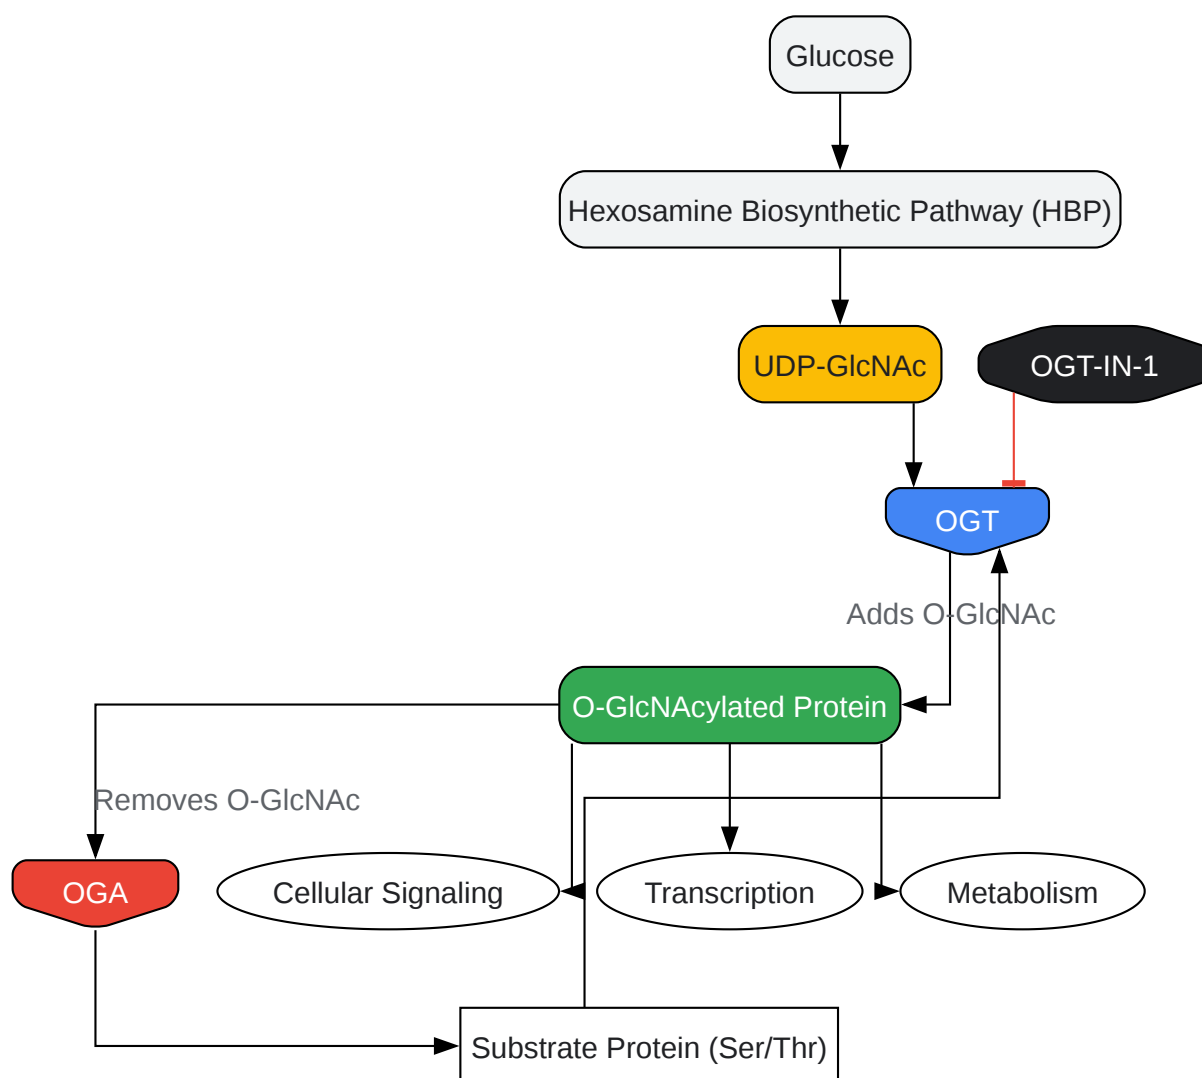 Glucose
Hexosamine Biosynthetic Pathway (HBP)
UDP-GlcNAc
OGT-IN-1
OGT
Adds O-GlcNAc
O-GlcNAcylated Protein
Removes O-GlcNAc
OGA
Cellular Signaling
Transcription
Metabolism
Substrate Protein (Ser/Thr)